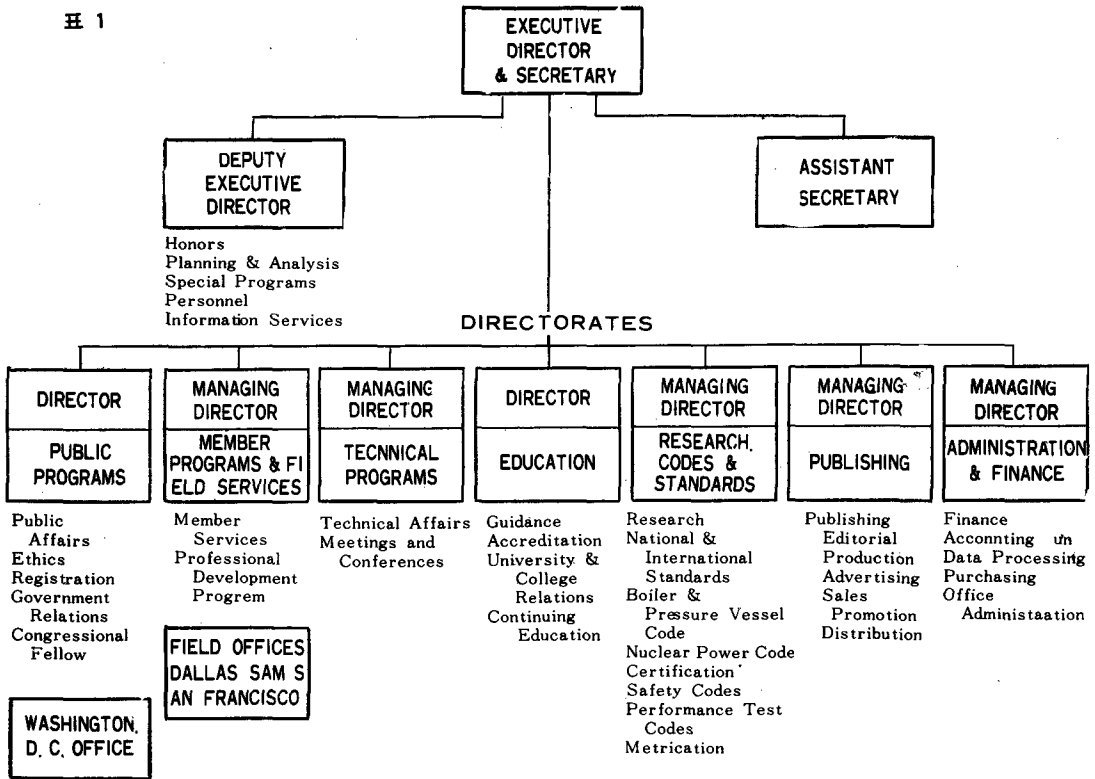 표 1
EXECUTIVE
DIRECTOR
& SECRETARY
DEPUTY
EXECUTIVE
DIRECTOR
ASSISTANT
SECRETARY
Honors
Planning & Analysis
Special Programs
Personnel
Information Services
DIRECTORATES
DIRECTOR
PUBLIC
PROGRAMS
Public
Affairs
Ethics
Registration
Government
Relations
Congressional
Fellow
WASHINGTON,
D. C. OFFICE
MANAGING
DIRECTOR
MEMBER
PROGRAMS & FI
ELD SERVICES
Member
Services
Professional
Development
Progrem
FIELD OFFICES
DALLAS SAM S
AN FRANCISCO
MANAGING
DIRECTOR
TECNNICAL
PROGRAMS
Technical Affairs
Meetings and
Conferences
DIRECTOR
EDUCATION
Guidance
Accreditation
University &
College
Relations
Continuing
Education
MANAGING
DIRECTOR
RESEARCH,
CODES &
STANDARDS
Research
National &
International
Standards
Boiler &
Pressure Vessel
Code
Nuclear Power Code
Certification
Safety Codes
Performance Test
Codes
Metrication
MANAGING
DIRECTOR
PUBLISHING
Publishing
Editorial
Production
Advertising
Sales
Promotion
Distribution
MANAGING
DIRECTOR
ADMINISTRATION
& FINANCE
Finance
Acconnting
Data Processing
Purchasing
Office
Administaation